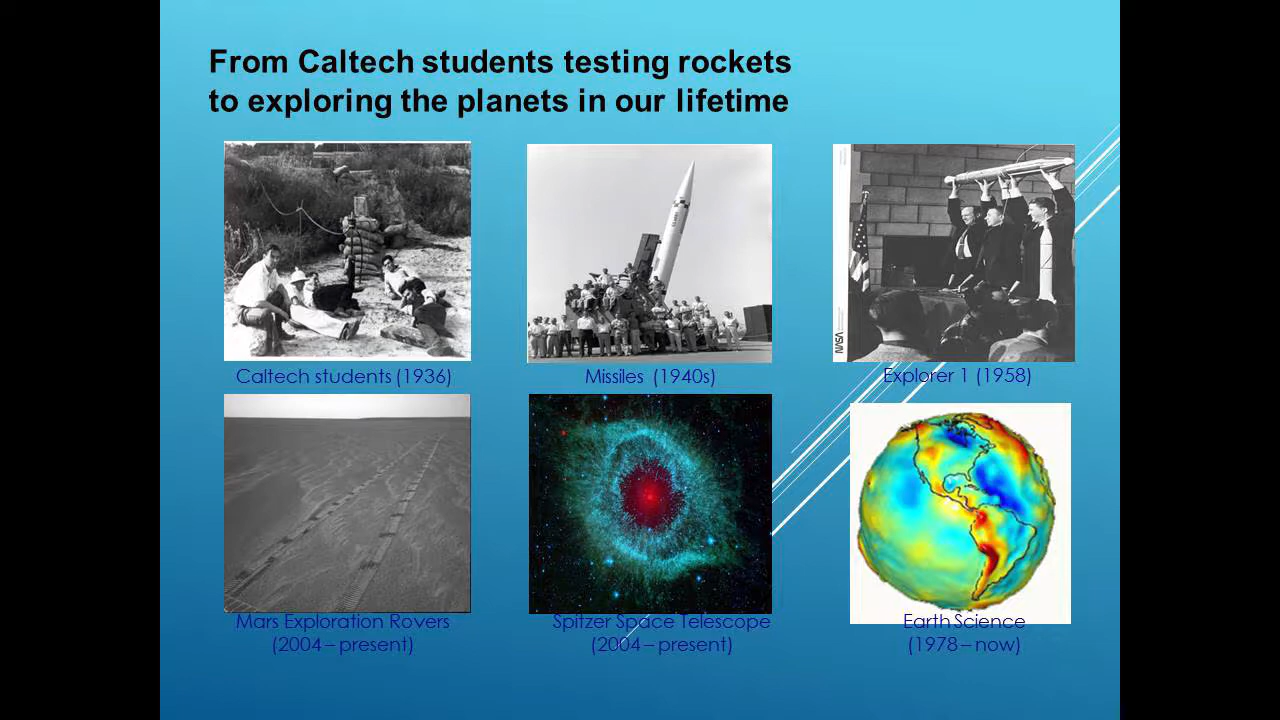 From Caltech students testing rockets
to exploring the planets in our lifetime
Caltech students (1936)
Missiles (1940s)
NASA
Explorer 1 (1958)
Mars Exploration Rovers
(2004 – present)
Spitzer Space Telescope
(2004 – present)
Earth Science
(1978 – now)